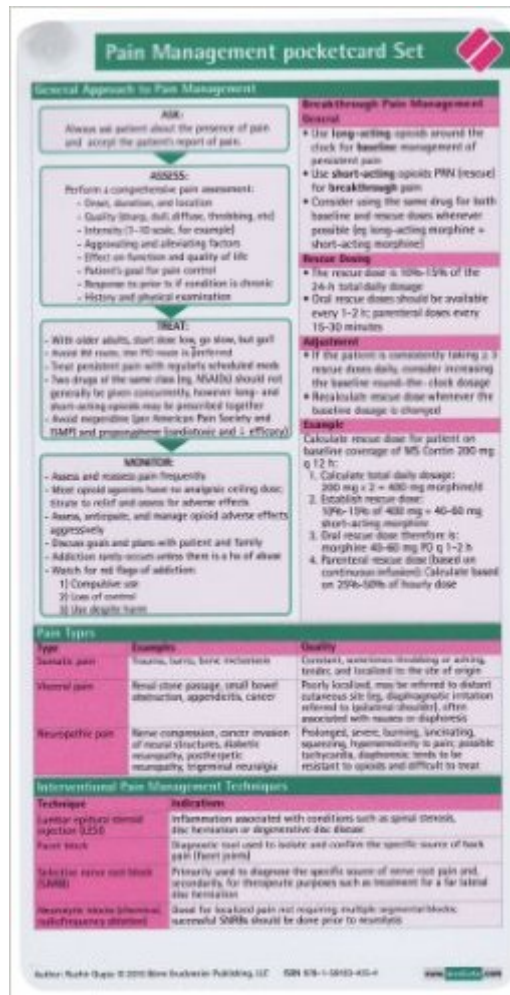 Pain Management pocketcard Set
General Approach to Pain Management
ASK:
Always ask patient about the presence of pain
and accept the patient's report of pain.
ASSESS:
Perform a comprehensive pain assessment:
- Onset, duration, and location
- Quality (sharp, dull, diffuse, throbbing, etc)
- Intensity (1-10 scale, for example)
- Aggravating and alleviating factors
- Effect on function and quality of life
- Patient's goal for pain control
- Response to prior tx if condition is chronic
- History and physical examination
TREAT:
- With older adults, start dose low, go slow, but go!!
- Avoid IM route, the PO route is preferred
- Treat persistent pain with regularly scheduled meds
- Two drugs of the same class (eg, NSAIDs) should not
generally be given concurrently, however long- and
short-acting opioids may be prescribed together
- Avoid meperidine (per American Pain Society and
ISMP) and propoxyphene (cardiotoxic and ↓ efficacy)
MONITOR:
- Assess and reassess pain frequently
- Most opioid agonists have no analgesic ceiling dose;
titrate to relief and assess for adverse effects
- Assess, anticipate, and manage opioid adverse effects
aggressively
- Discuss goals and plans with patient and family
- Addiction rarely occurs unless there is a hx of abuse
- Watch for red flags of addiction:
1) Compulsive use
2) Loss of control
3) Use despite harm
Breakthrough Pain Management
General
• Use long-acting opioids around the
clock for baseline management of
persistent pain
• Use short-acting opioids PRN (rescue)
for breakthrough pain
• Consider using the same drug for both
baseline and rescue doses whenever
possible (eg long-acting morphine +
short-acting morphine)
Rescue Dosing
• The rescue dose is 10%-15% of the
24-h total daily dosage
• Oral rescue doses should be available
every 1-2 h; parenteral doses every
15-30 minutes
Adjustment
• If the patient is consistently taking ≥ 3
rescue doses daily, consider increasing
the baseline round-the-clock dosage
• Recalculate rescue dose whenever the
baseline dosage is changed
Example
Calculate rescue dose for patient on
baseline coverage of MS Contin 200 mg
q 12 h:
1. Calculate total daily dosage:
200 mg x 2 = 400 mg morphine/d
2. Establish rescue dose:
10%-15% of 400 mg = 40-60 mg
short-acting morphine
3. Oral rescue dose therefore is:
morphine 40-60 mg PO q 1-2 h
4. Parenteral rescue dose (based on
continuous infusion): Calculate based
on 25%-50% of hourly dose
Pain Types
Type Examples Quality
Somatic pain Trauma, burns, bone metastasis Constant, sometimes throbbing or aching,
tender, and localized to the site of origin
Visceral pain Renal stone passage, small bowel Poorly localized, may be referred to distant
obstruction, appendicitis, cancer cutaneous site (eg, diaphragmatic irritation
referred to ipsilateral shoulder), often
associated with nausea or diaphoresis
Neuropathic pain Nerve compression, cancer invasion Prolonged, severe, burning, lancinating,
of neural structures, diabetic squeezing, hypersensitivity to pain; possible
neuropathy, postherpetic tachycardia, diaphoresis; tends to be
neuropathy, trigeminal neuralgia resistant to opioids and difficult to treat
Interventional Pain Management Techniques
Technique Indications
Lumbar epidural steroid Inflammation associated with conditions such as spinal stenosis,
injection (LESI) disc herniation or degenerative disc disease
Facet block Diagnostic tool used to isolate and confirm the specific source of back
pain (facet joints)
Selective nerve root block Primarily used to diagnose the specific source of nerve root pain and,
(SNRB) secondarily, for therapeutic purposes such as treatment for a far lateral
disc herniation
Neurolytic blocks (chemical, Good for localized pain not requiring multiple segmental blocks;
radiofrequency ablation) successful SNRBs should be done prior to neurolysis
Author: Ruchir Gupta © 2010 Börm Bruckmeier Publishing, LLC ISBN